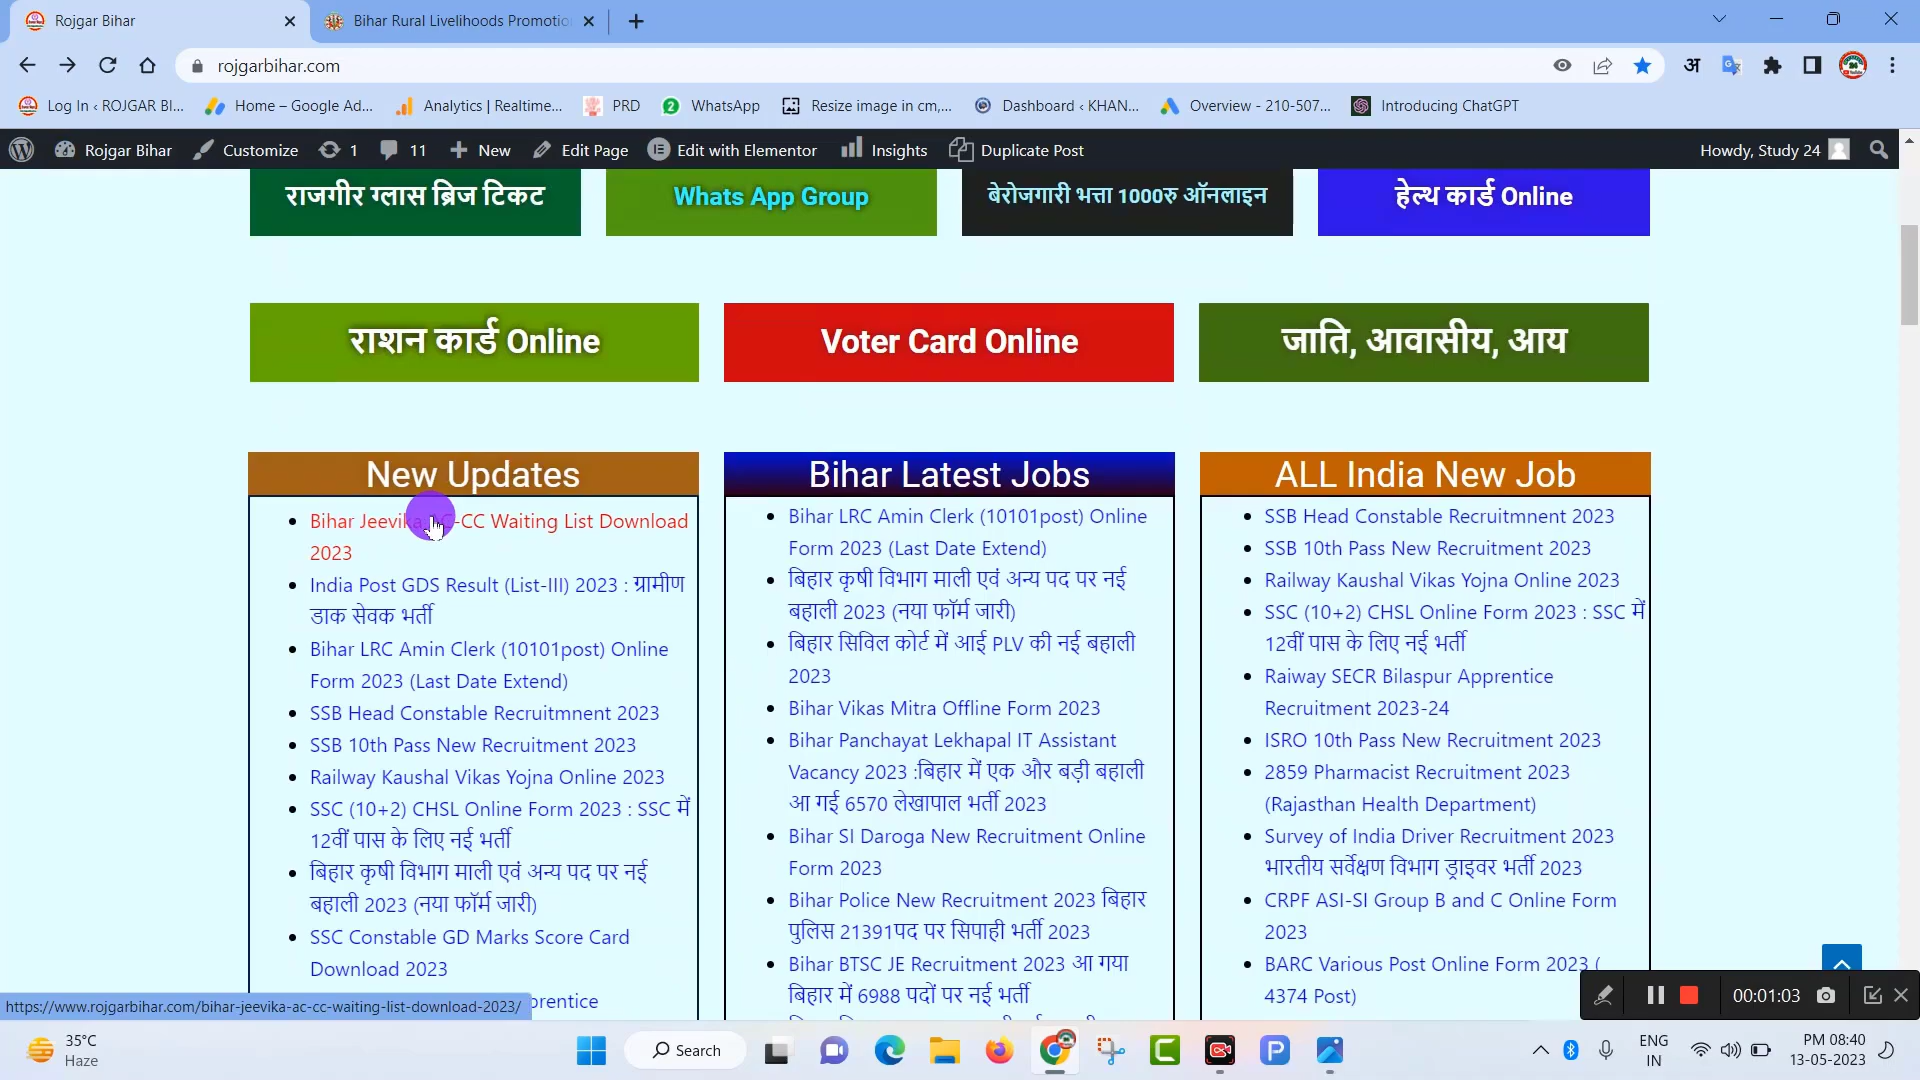 Rojgar Bihar
Bihar Rural Livelihoods Promotio
rojgarbihar.com
Log In ‹ ROJGAR BI... Home – Google Ad... Analytics | Realtime... PRD WhatsApp Resize image in cm,... Dashboard ‹ KHAN... Overview - 210-507... Introducing ChatGPT
Rojgar Bihar Customize 1 11 New Edit Page Edit with Elementor Insights Duplicate Post Howdy, Study 24
राजगीर ग्लास ब्रिज टिकट
Whats App Group
बेरोजगारी भत्ता 1000रु ऑनलाइन
हेल्थ कार्ड Online
राशन कार्ड Online
Voter Card Online
जाति, आवासीय, आय
New Updates
Bihar Jeevika AC-CC Waiting List Download
2023
India Post GDS Result (List-III) 2023 : ग्रामीण
डाक सेवक भर्ती
Bihar LRC Amin Clerk (10101post) Online
Form 2023 (Last Date Extend)
SSB Head Constable Recruitmnent 2023
SSB 10th Pass New Recruitment 2023
Railway Kaushal Vikas Yojna Online 2023
SSC (10+2) CHSL Online Form 2023 : SSC में
12वीं पास के लिए नई भर्ती
बिहार कृषी विभाग माली एवं अन्य पद पर नई
बहाली 2023 (नया फॉर्म जारी)
SSC Constable GD Marks Score Card
Download 2023
prentice
Bihar Latest Jobs
Bihar LRC Amin Clerk (10101post) Online
Form 2023 (Last Date Extend)
बिहार कृषी विभाग माली एवं अन्य पद पर नई
बहाली 2023 (नया फॉर्म जारी)
बिहार सिविल कोर्ट में आई PLV की नई बहाली
2023
Bihar Vikas Mitra Offline Form 2023
Bihar Panchayat Lekhapal IT Assistant
Vacancy 2023 :बिहार में एक और बड़ी बहाली
आ गई 6570 लेखापाल भर्ती 2023
Bihar SI Daroga New Recruitment Online
Form 2023
Bihar Police New Recruitment 2023 बिहार
पुलिस 21391पद पर सिपाही भर्ती 2023
Bihar BTSC JE Recruitment 2023 आ गया
बिहार में 6988 पदों पर नई भर्ती
ALL India New Job
SSB Head Constable Recruitmnent 2023
SSB 10th Pass New Recruitment 2023
Railway Kaushal Vikas Yojna Online 2023
SSC (10+2) CHSL Online Form 2023 : SSC में
12वीं पास के लिए नई भर्ती
Raiway SECR Bilaspur Apprentice
Recruitment 2023-24
ISRO 10th Pass New Recruitment 2023
2859 Pharmacist Recruitment 2023
(Rajasthan Health Department)
Survey of India Driver Recruitment 2023
भारतीय सर्वेक्षण विभाग ड्राइवर भर्ती 2023
CRPF ASI-SI Group B and C Online Form
2023
BARC Various Post Online Form 2023 (
4374 Post)
https://www.rojgarbihar.com/bihar-jeevika-ac-cc-waiting-list-download-2023/
00:01:03
35°C
Haze
Search
ENG
IN
PM 08:40
13-05-2023